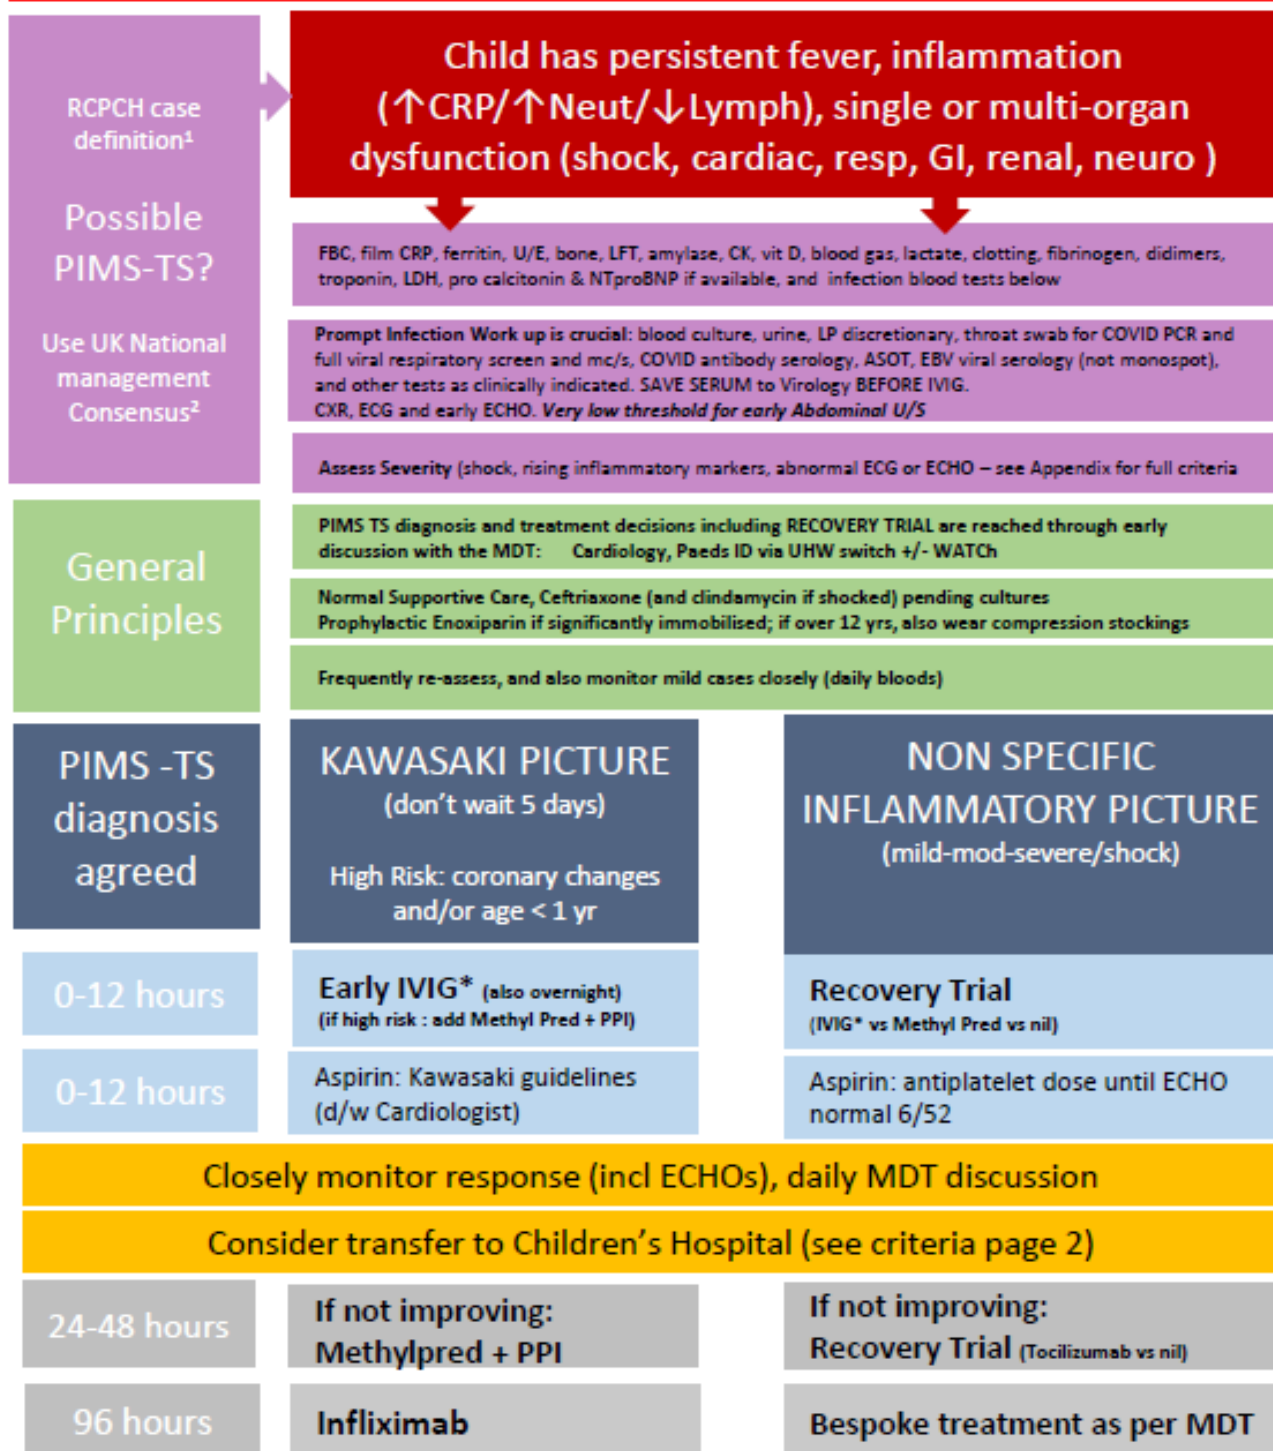 RCPCH case
definition¹
Possible
PIMS-TS?
Use UK National
management
Consensus²
Child has persistent fever, inflammation
(↑CRP/↑Neut/↓Lymph), single or multi-organ
dysfunction (shock, cardiac, resp, GI, renal, neuro )
FBC, film CRP, ferritin, U/E, bone, LFT, amylase, CK, vit D, blood gas, lactate, clotting, fibrinogen, didimers,
troponin, LDH, pro calcitonin & NTproBNP if available, and infection blood tests below
Prompt Infection Work up is crucial: blood culture, urine, LP discretionary, throat swab for COVID PCR and
full viral respiratory screen and mc/s, COVID antibody serology, ASOT, EBV viral serology (not monospot),
and other tests as clinically indicated. SAVE SERUM to Virology BEFORE IVIG.
CXR, ECG and early ECHO. Very low threshold for early Abdominal U/S
Assess Severity (shock, rising inflammatory markers, abnormal ECG or ECHO – see Appendix for full criteria
General
Principles
PIMS TS diagnosis and treatment decisions including RECOVERY TRIAL are reached through early
discussion with the MDT: Cardiology, Paeds ID via UHW switch +/- WATCh
Normal Supportive Care, Ceftriaxone (and clindamycin if shocked) pending cultures
Prophylactic Enoxiparin if significantly immobilised; if over 12 yrs, also wear compression stockings
Frequently re-assess, and also monitor mild cases closely (daily bloods)
PIMS -TS
diagnosis
agreed
KAWASAKI PICTURE
(don't wait 5 days)
High Risk: coronary changes
and/or age < 1 yr
NON SPECIFIC
INFLAMMATORY PICTURE
(mild-mod-severe/shock)
0-12 hours
Early IVIG* (also overnight)
(if high risk : add Methyl Pred + PPI)
Recovery Trial
(IVIG* vs Methyl Pred vs nil)
0-12 hours
Aspirin: Kawasaki guidelines
(d/w Cardiologist)
Aspirin: antiplatelet dose until ECHO
normal 6/52
Closely monitor response (incl ECHOs), daily MDT discussion
Consider transfer to Children's Hospital (see criteria page 2)
24-48 hours
If not improving:
Methylpred + PPI
If not improving:
Recovery Trial (Tocilizumab vs nil)
96 hours
Infliximab
Bespoke treatment as per MDT